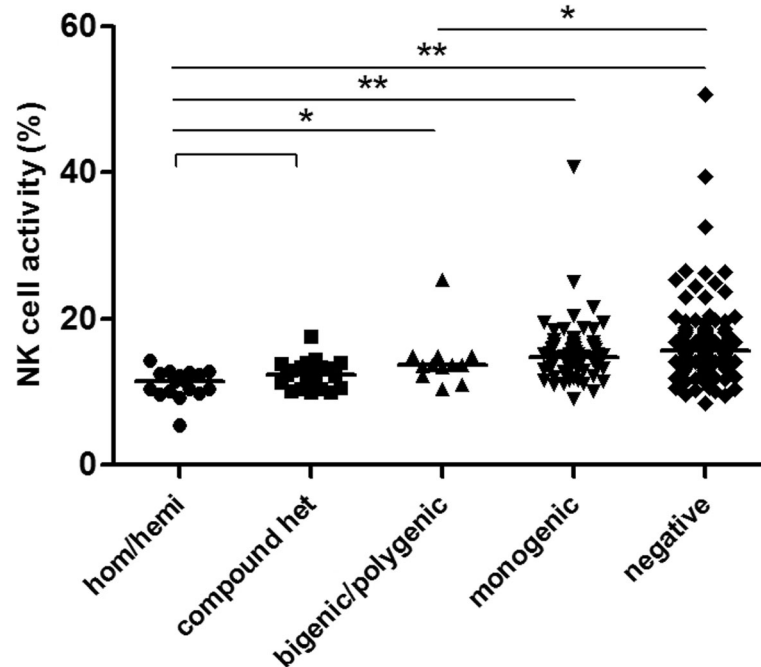 60
*
**
**
*
40
20
0
NK cell activity (%)
hom/hemi
compound het
bigenic/polygenic
monogenic
negative